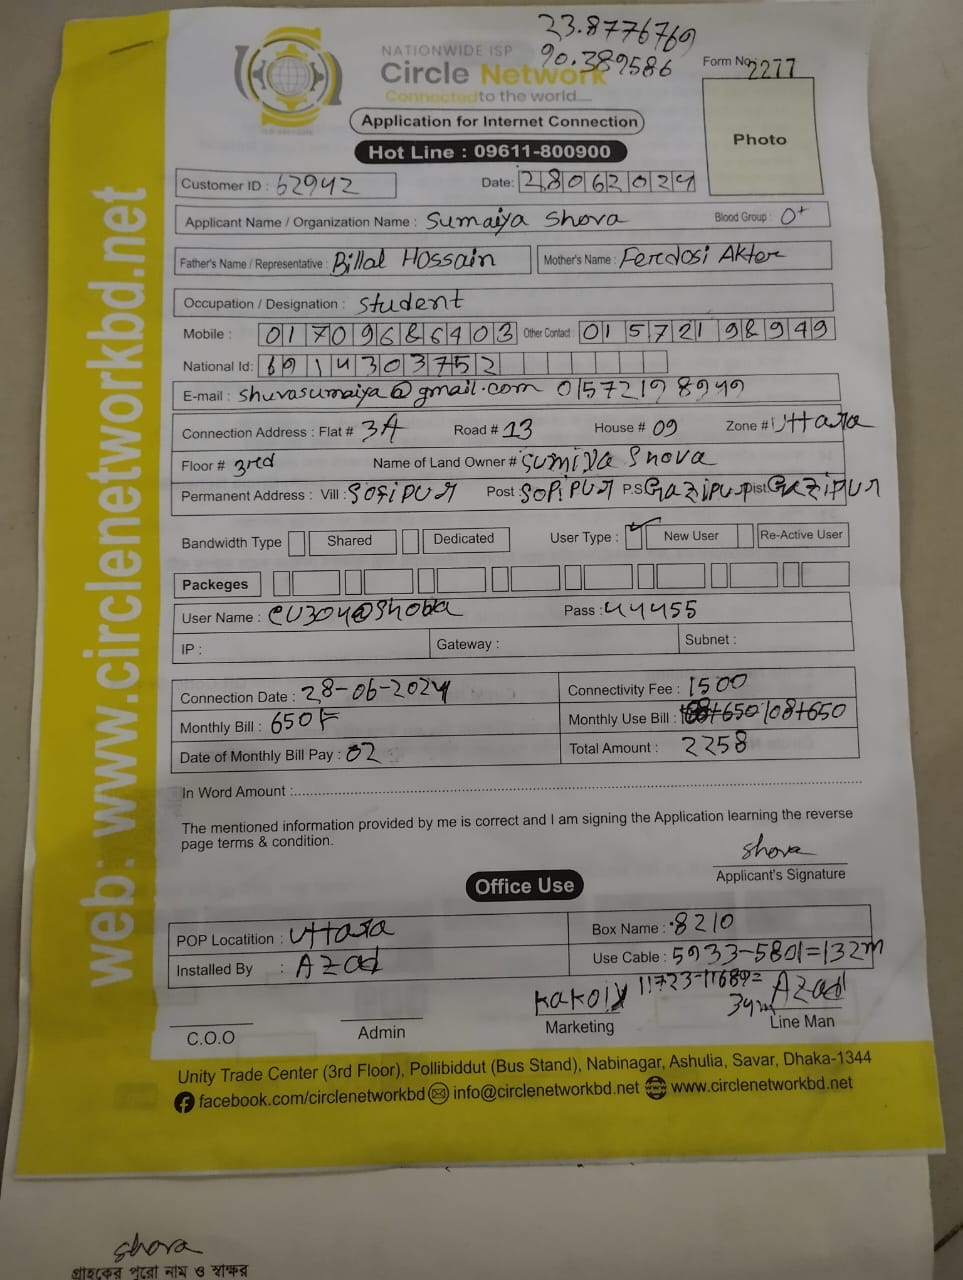 23.8776769
90.389586
NATIONWIDE ISP
Circle Network
Connected to the world....
Form No. 2277
Application for Internet Connection
Photo
Hot Line : 09611-800900
Customer ID : 62942 Date: 28062024
Applicant Name / Organization Name : Sumaiya Shova Blood Group : O+
Father's Name / Representative : Billal Hossain Mother's Name : Feredosi Akter
Occupation / Designation : Student
Mobile : 01709686403 Other Contact : 01572198949
National Id: 6914303752
E-mail : shuvasumaiya@gmail.com 01572198949
Connection Address : Flat # 3A Road # 13 House # 09 Zone # Uttara
Floor # 3rd Name of Land Owner # Sumiya Shova
Permanent Address : Vill : Sofipur Post : Sofipur P.S Gazipur Dist. Gazipur
Bandwidth Type Shared Dedicated User Type : ✓ New User Re-Active User
Packeges
User Name : Pass : 44455
IP : Gateway : Subnet :
Connection Date : 28-06-2024 Connectivity Fee : 1500
Monthly Bill : 650 Monthly Use Bill : +650 108+650
Date of Monthly Bill Pay : 02 Total Amount : 2258
In Word Amount :
The mentioned information provided by me is correct and I am signing the Application learning the reverse
page terms & condition.
Shova
Applicant's Signature
Office Use
POP Locatition : Uttara Box Name : 8210
Installed By : Azad Use Cable : 5933-5801=132m
11723-11689=
34m
Kakoly Azad
C.O.O Admin Marketing Line Man
Unity Trade Center (3rd Floor), Pollibiddut (Bus Stand), Nabinagar, Ashulia, Savar, Dhaka-1344
facebook.com/circlenetworkbd info@circlenetworkbd.net www.circlenetworkbd.net
web: www.circlenetworkbd.net
Shova
গ্রাহকের পুরো নাম ও স্বাক্ষর